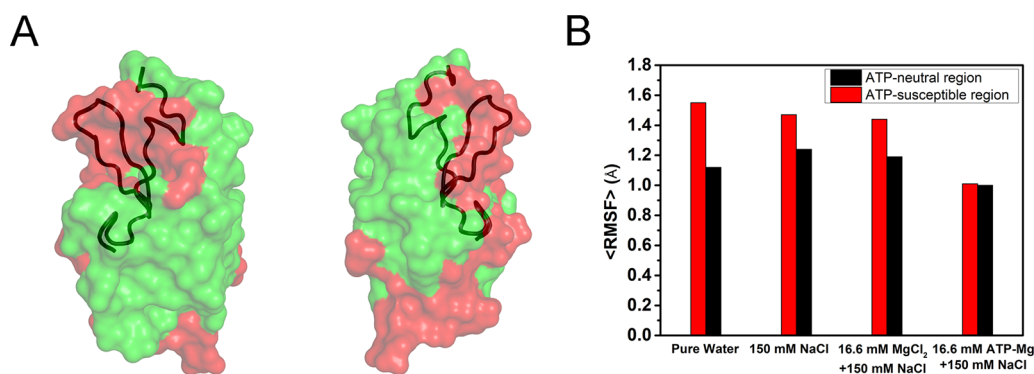 A
B
ATP-neutral region
ATP-susceptible region
<RMSF> (Å)
1.8
1.6
1.4
1.2
1.0
0.8
0.6
0.4
0.2
0.0
Pure Water
150 mM NaCl
16.6 mM MgCl₂
+150 mM NaCl
16.6 mM ATP-Mg
+150 mM NaCl